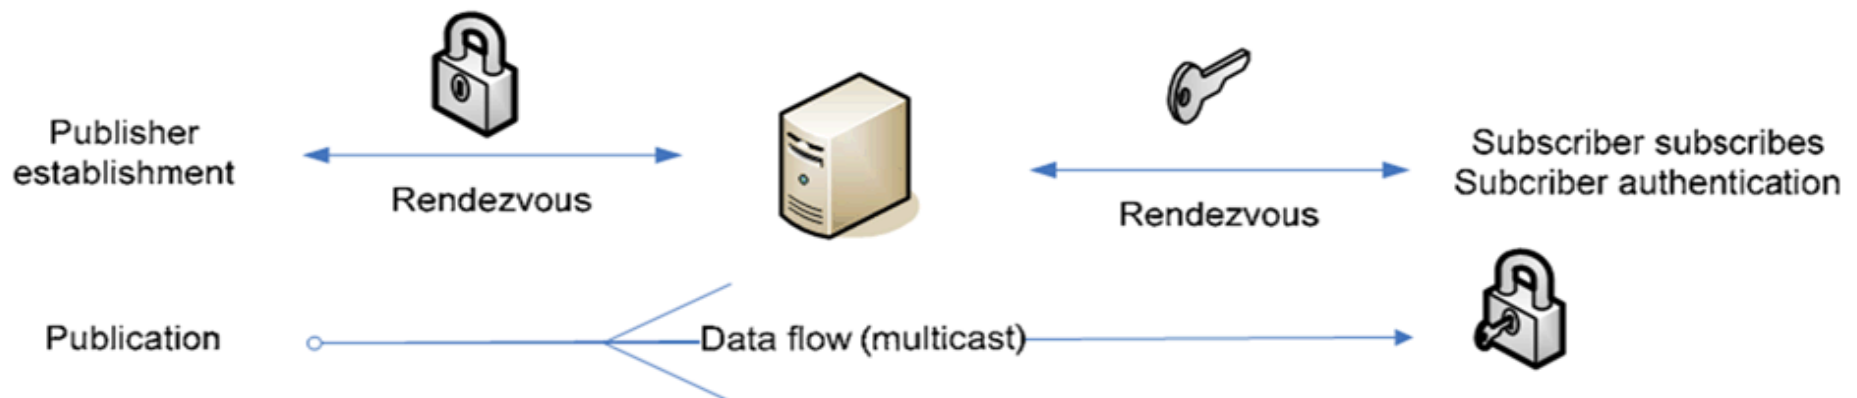 Publisher
establishment
Rendezvous
Rendezvous
Subscriber subscribes
Subcriber authentication
Publication
Data flow (multicast)